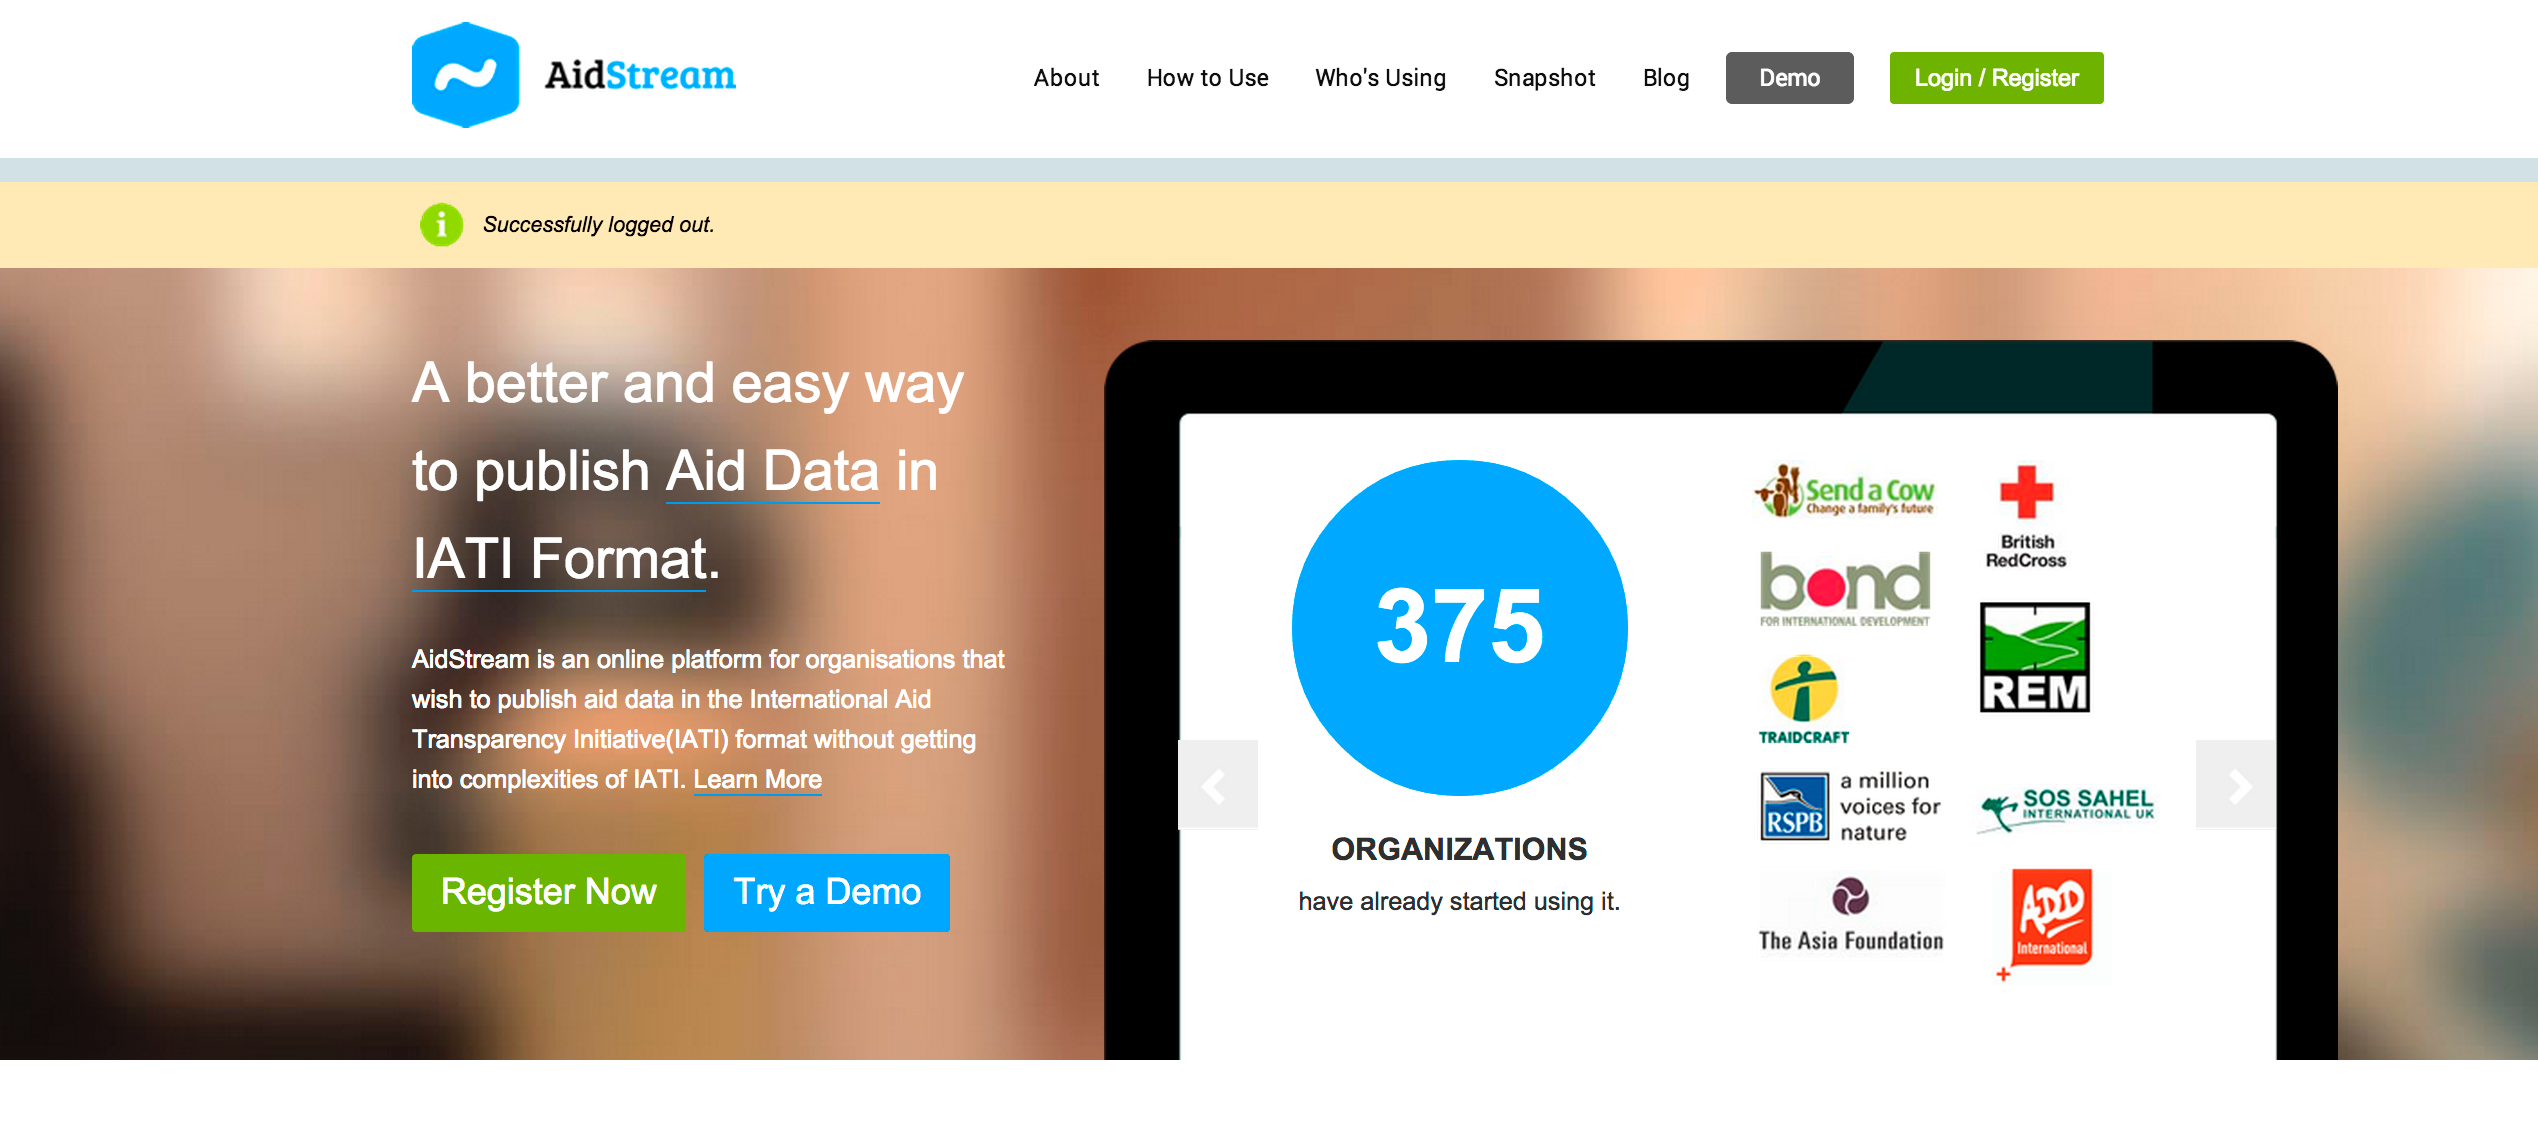 AidStream
About
How to Use
Who's Using
Snapshot
Blog
Demo
Login / Register
Successfully logged out.
A better and easy way
to publish Aid Data in
IATI Format.
AidStream is an online platform for organisations that
wish to publish aid data in the International Aid
Transparency Initiative(IATI) format without getting
into complexities of IATI. Learn More
Register Now
Try a Demo
375
ORGANIZATIONS
have already started using it.
Send a Cow
Change a family's future
British
RedCross
bond
FOR INTERNATIONAL DEVELOPMENT
REM
TRAIDCRAFT
RSPB
a million
voices for
nature
SOS SAHEL
INTERNATIONAL UK
The Asia Foundation
ADD
International